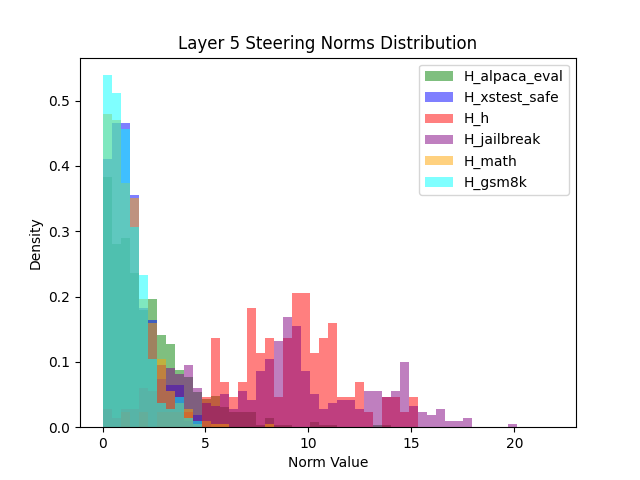 Layer 5 Steering Norms Distribution
H_alpaca_eval
H_xstest_safe
H_h
H_jailbreak
H_math
H_gsm8k
Density
0.5
0.4
0.3
0.2
0.1
0.0
0
5
10
15
20
Norm Value